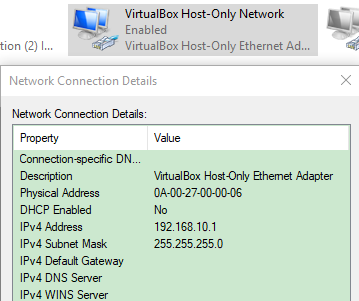 VirtualBox Host-Only Network
Enabled
ction (2) I...
VirtualBox Host-Only Ethernet Ad...
Network Connection Details
Network Connection Details:
Property Value
Connection-specific DN...
Description VirtualBox Host-Only Ethernet Adapter
Physical Address 0A-00-27-00-00-06
DHCP Enabled No
IPv4 Address 192.168.10.1
IPv4 Subnet Mask 255.255.255.0
IPv4 Default Gateway
IPv4 DNS Server
IPv4 WINS Server